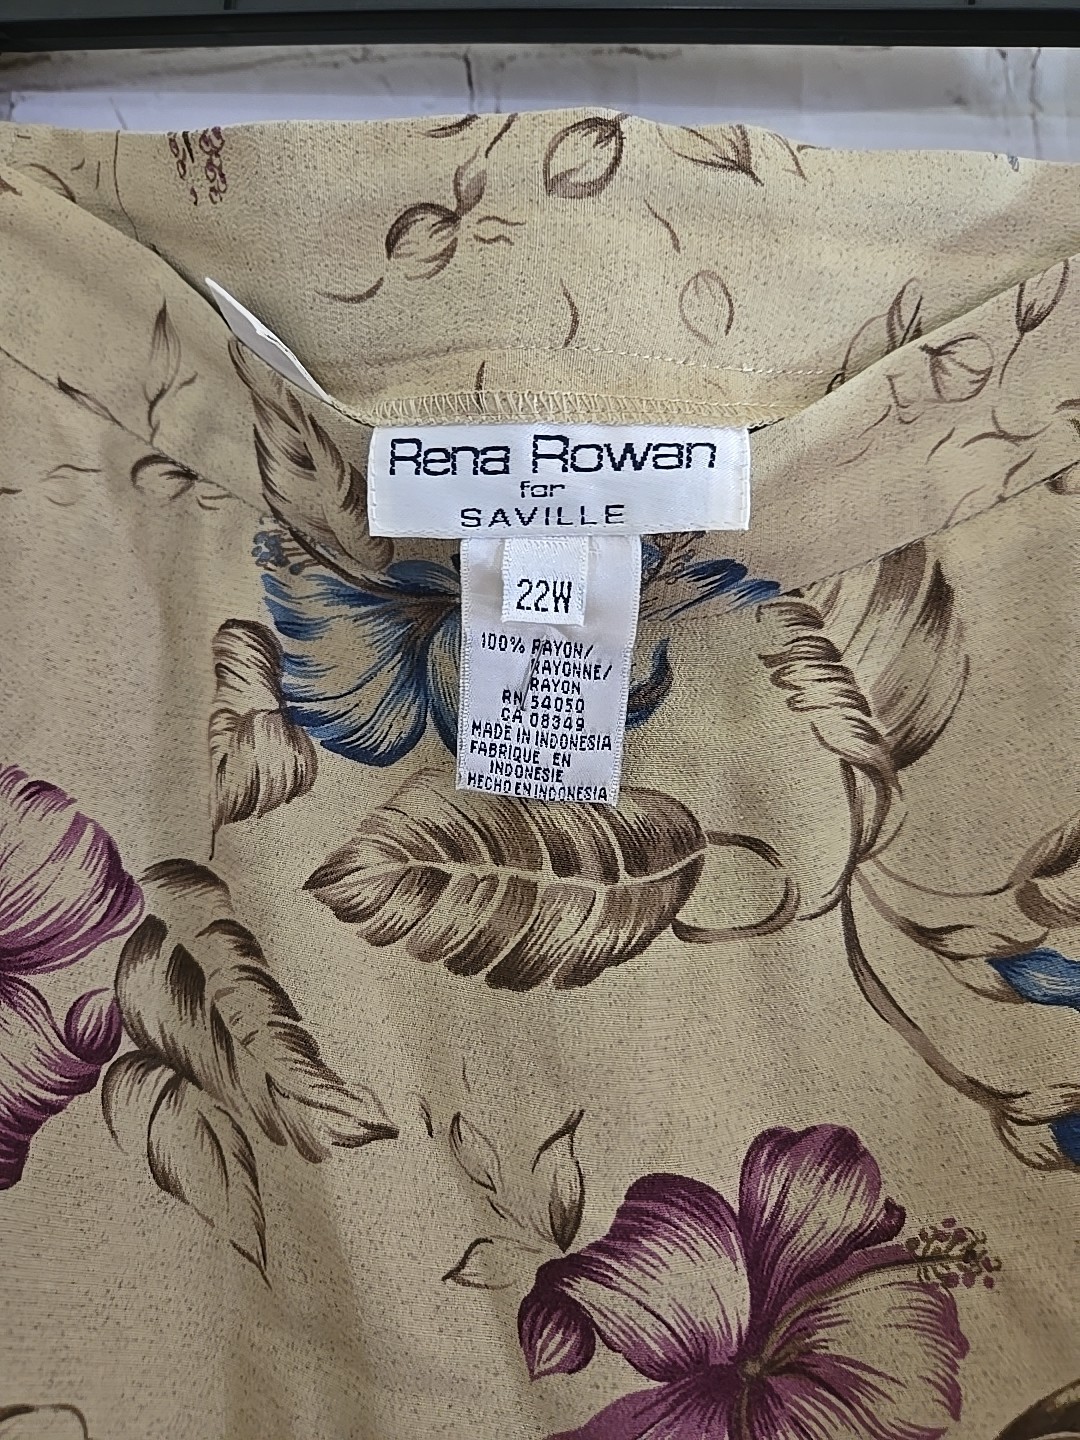 Rena Rowan
for
SAVILLE
22W
100% RAYON/
RAYONNE/
RAYON
RN 54050
CA 08349
MADE IN INDONESIA
FABRIQUE EN
INDONESIE
HECHO EN INDONESIA